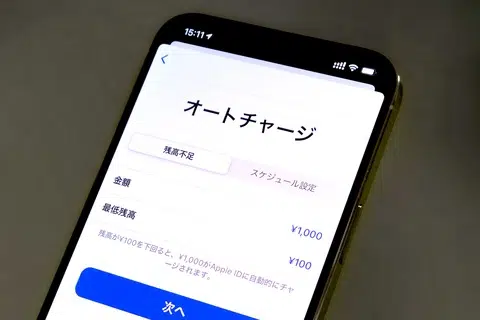 15:11
オートチャージ
残高不足
スケジュール設定
金額
¥1,000
最低残高
¥100
残高が¥100を下回ると、¥1,000がApple IDに自動的にチャ
ージされます。
次へ